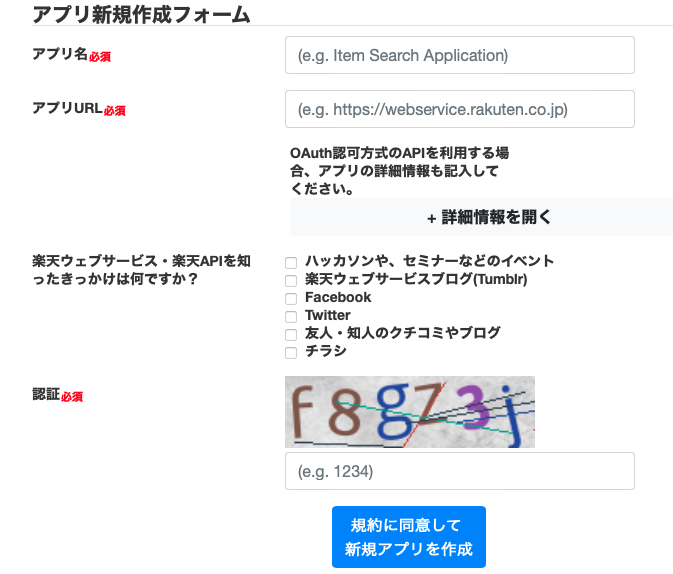 アプリ新規作成フォーム
アプリ名必須
(e.g. Item Search Application)
アプリURL必須
(e.g. https://webservice.rakuten.co.jp)
OAuth認可方式のAPIを利用する場
合、アプリの詳細情報も記入して
ください。
+ 詳細情報を開く
楽天ウェブサービス・楽天APIを知
ったきっかけは何ですか？
ハッカソンや、セミナーなどのイベント
楽天ウェブサービスブログ(Tumblr)
Facebook
Twitter
友人・知人のクチコミやブログ
チラシ
認証必須
(e.g. 1234)
規約に同意して
新規アプリを作成